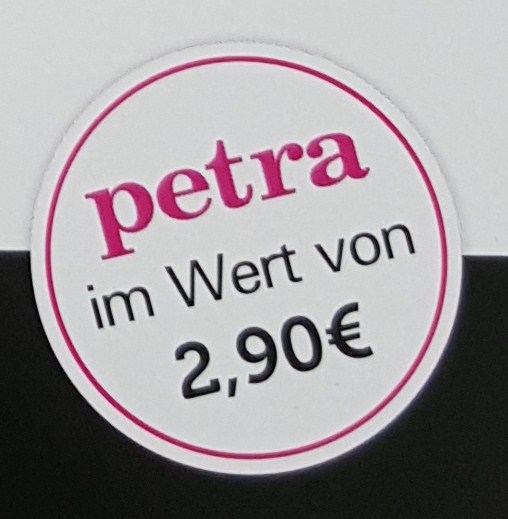 petra
im Wert von
2,90€